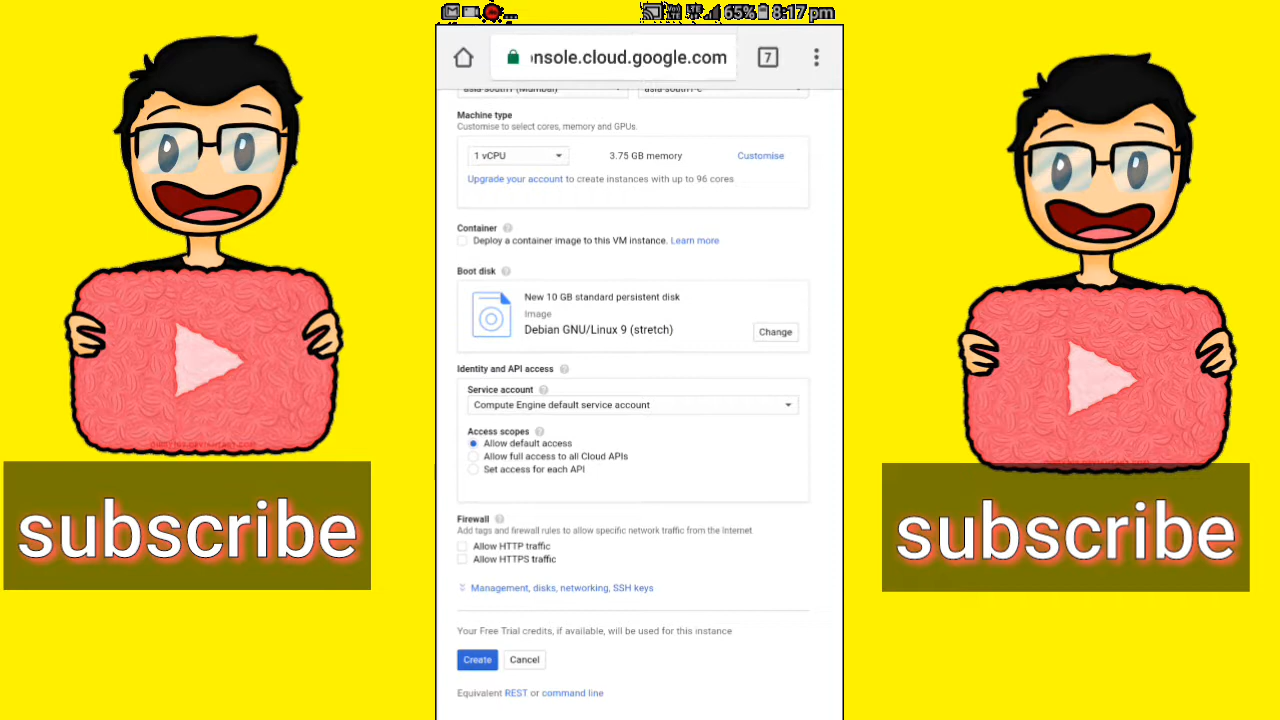 65% 8:17 pm
nsole.cloud.google.com
7
asia-south1 (Mumbai) asia-south1-c
Machine type
Customise to select cores, memory and GPUs.
1 vCPU 3.75 GB memory Customise
Upgrade your account to create instances with up to 96 cores
Container ?
Deploy a container image to this VM instance. Learn more
Boot disk ?
New 10 GB standard persistent disk
Image
Debian GNU/Linux 9 (stretch)
Change
Identity and API access ?
Service account ?
Compute Engine default service account
Access scopes ?
Allow default access
Allow full access to all Cloud APIs
Set access for each API
Firewall ?
Add tags and firewall rules to allow specific network traffic from the Internet.
Allow HTTP traffic
Allow HTTPS traffic
Management, disks, networking, SSH keys
Your Free Trial credits, if available, will be used for this instance
Create Cancel
Equivalent REST or command line
subscribe
subscribe